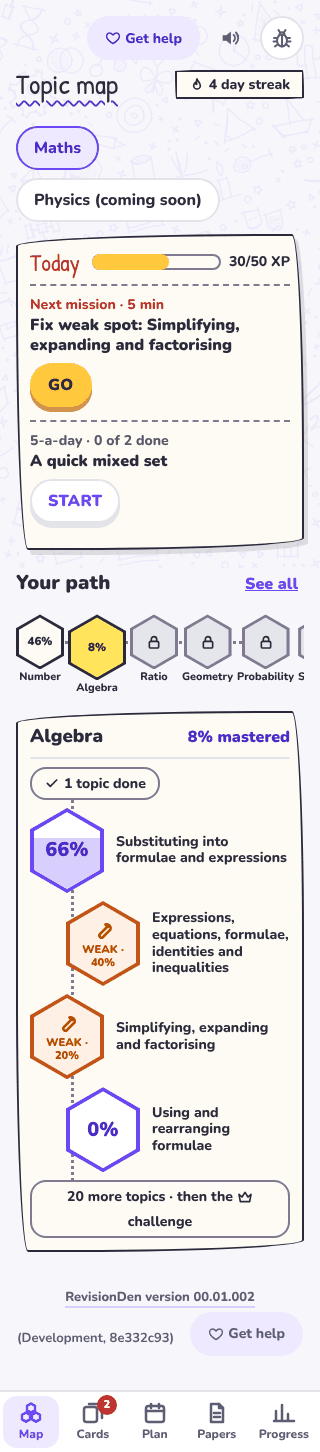 Get help
Topic map
4 day streak
Maths
Physics (coming soon)
Today
30/50 XP
Next mission · 5 min
Fix weak spot: Simplifying,
expanding and factorising
GO
5-a-day · 0 of 2 done
A quick mixed set
START
Your path
See all
46%
8%
Number
Algebra
Ratio
Geometry
Probability
S
Algebra
8% mastered
1 topic done
66%
Substituting into
formulae and expressions
WEAK ·
40%
Expressions,
equations, formulae,
identities and
inequalities
WEAK ·
20%
Simplifying, expanding
and factorising
0%
Using and
rearranging
formulae
20 more topics · then the
challenge
RevisionDen version 00.01.002
(Development, 8e332c93)
Get help
2
Map
Cards
Plan
Papers
Progress